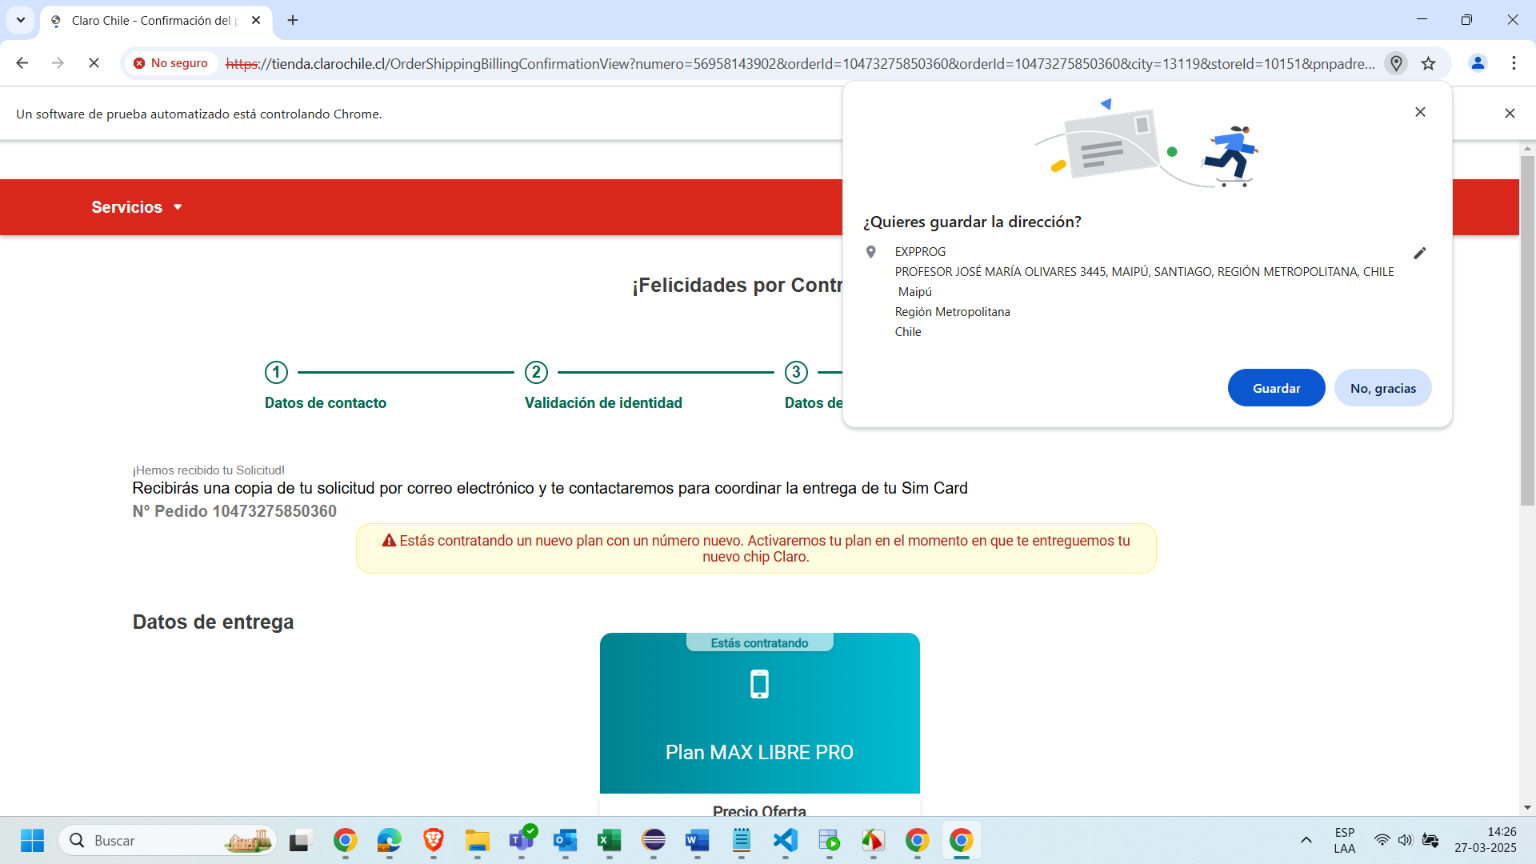 Claro Chile - Confirmación del p
No seguro
https://tienda.clarochile.cl/OrderShippingBillingConfirmationView?numero=56958143902&orderId=10473275850360&orderId=10473275850360&city=13119&storeId=10151&pnpadre...
Un software de prueba automatizado está controlando Chrome.
Servicios
¿Quieres guardar la dirección?
EXPPROG
PROFESOR JOSÉ MARÍA OLIVARES 3445, MAIPÚ, SANTIAGO, REGIÓN METROPOLITANA, CHILE
Maipú
Región Metropolitana
Chile
Guardar
No, gracias
¡Felicidades por Contr
1
2
3
Datos de contacto
Validación de identidad
Datos de
¡Hemos recibido tu Solicitud!
Recibirás una copia de tu solicitud por correo electrónico y te contactaremos para coordinar la entrega de tu Sim Card
N° Pedido 10473275850360
Estás contratando un nuevo plan con un número nuevo. Activaremos tu plan en el momento en que te entreguemos tu
nuevo chip Claro.
Datos de entrega
Estás contratando
Plan MAX LIBRE PRO
Precio Oferta
Buscar
ESP
LAA
14:26
27-03-2025